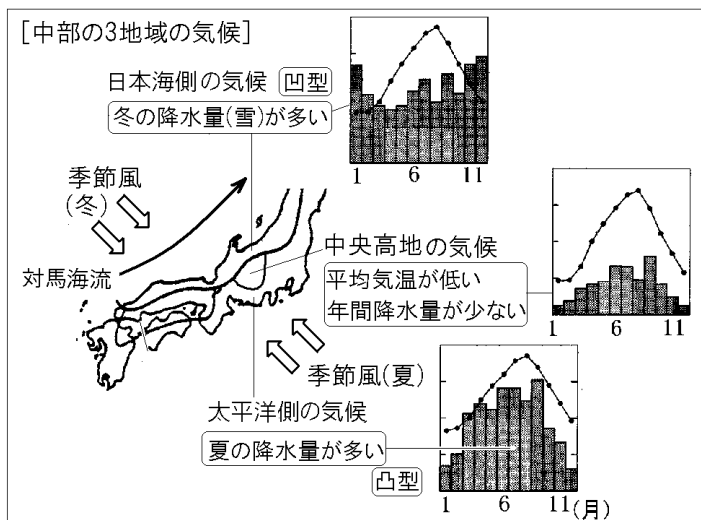 [中部の3地域の気候]
日本海側の気候 凹型
冬の降水量(雪)が多い
1 6 11
季節風
(冬)
対馬海流
中央高地の気候
平均気温が低い
年間降水量が少ない
1 6 11
季節風(夏)
太平洋側の気候
夏の降水量が多い
凸型
1 6 11(月)